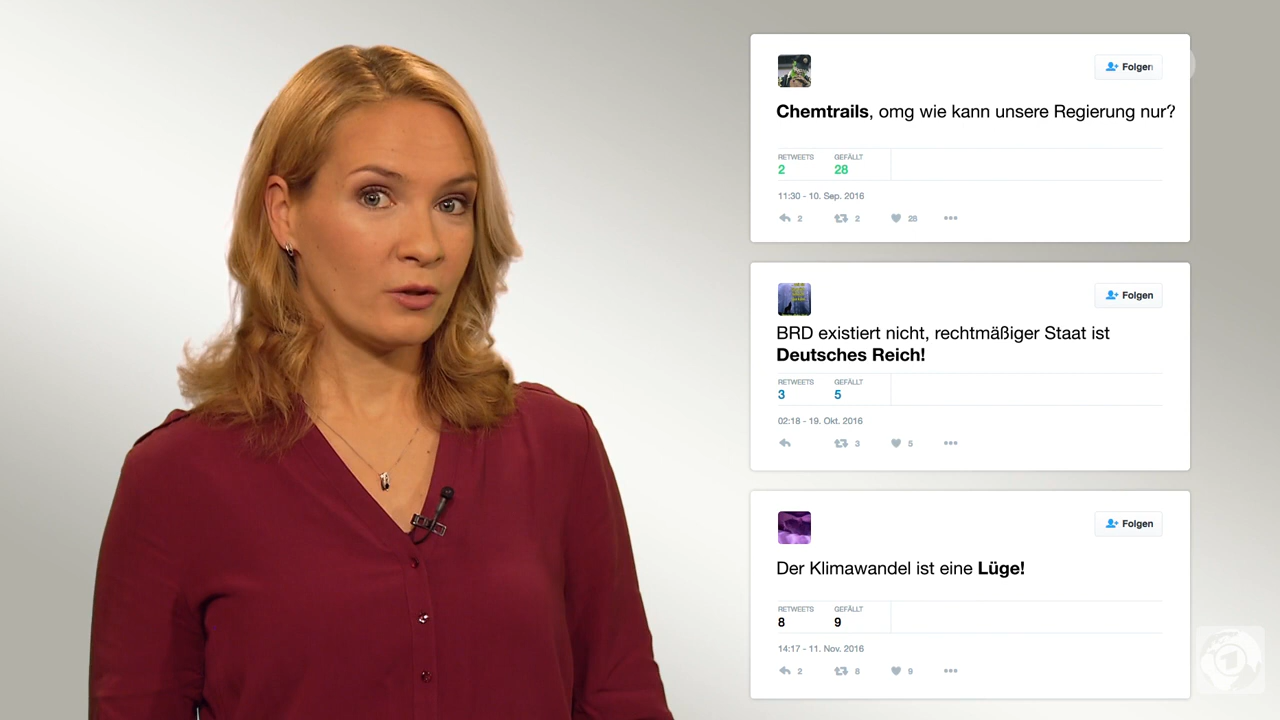 Folgen
Chemtrails, omg wie kann unsere Regierung nur?
RETWEETS GEFÄLLT
2 28
11:30 - 10. Sep. 2016
2 2 28
Folgen
BRD existiert nicht, rechtmäßiger Staat ist
Deutsches Reich!
RETWEETS GEFÄLLT
3 5
02:18 - 19. Okt. 2016
3 5
Folgen
Der Klimawandel ist eine Lüge!
RETWEETS GEFÄLLT
8 9
14:17 - 11. Nov. 2016
2 8 9
1